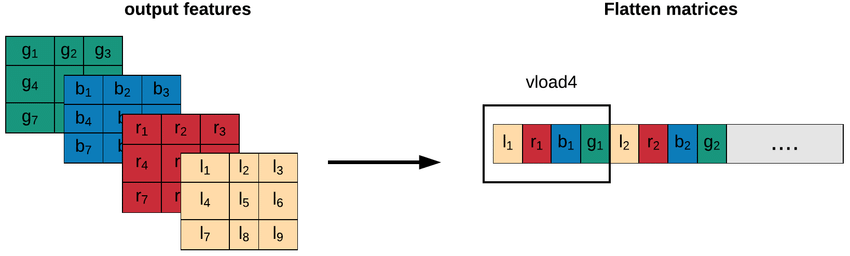 output features
Flatten matrices
g₁ g₂ g₃
g₄
g₇
b₁ b₂ b₃
b₄ b
b₇ b
r₁ r₂ r₃
r₄ r
r₇ r
l₁ l₂ l₃
l₄ l₅ l₆
l₇ l₈ l₉
vload4
l₁ r₁ b₁ g₁ l₂ r₂ b₂ g₂ ....